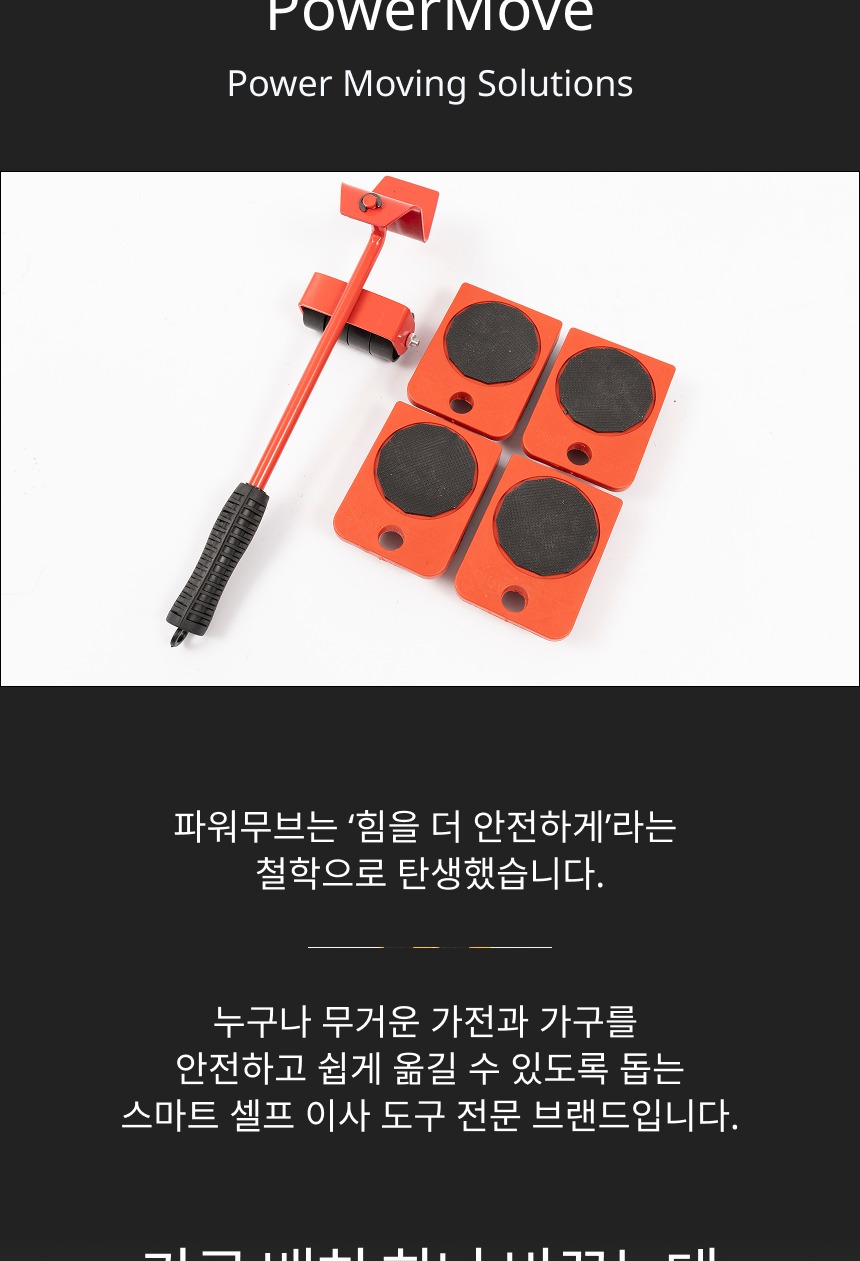 PowerMove
Power Moving Solutions
파워무브는 ‘힘을 더 안전하게’라는
철학으로 탄생했습니다.
누구나 무거운 가전과 가구를
안전하고 쉽게 옮길 수 있도록 돕는
스마트 셀프 이사 도구 전문 브랜드입니다.